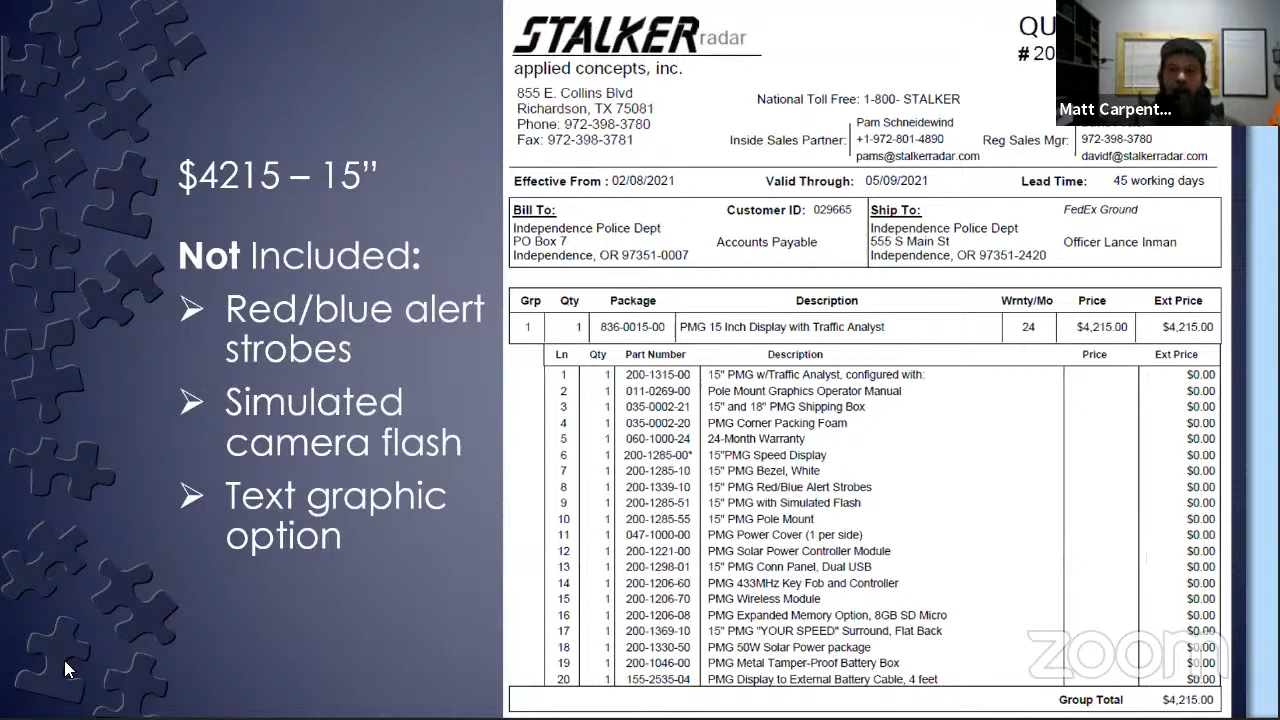 $4215 – 15”
Not Included:
Red/blue alert
strobes
Simulated
camera flash
Text graphic
option
STALKER radar
applied concepts, inc.
855 E. Collins Blvd
Richardson, TX 75081
Phone: 972-398-3780
Fax: 972-398-3781
QU
# 20
Matt Carpent...
National Toll Free: 1-800- STALKER
Inside Sales Partner:
Pam Schneidewind
+1-972-801-4890
pams@stalkerradar.com
Reg Sales Mgr:
972-398-3780
davidf@stalkerradar.com
Effective From : 02/08/2021 Valid Through: 05/09/2021 Lead Time: 45 working days
Bill To: Customer ID: 029665
Independence Police Dept
PO Box 7 Accounts Payable
Independence, OR 97351-0007
Ship To: FedEx Ground
Independence Police Dept
555 S Main St Officer Lance Inman
Independence, OR 97351-2420
Grp Qty Package Description Wrnty/Mo Price Ext Price
1 1 836-0015-00 PMG 15 Inch Display with Traffic Analyst 24 $4,215.00 $4,215.00
Ln Qty Part Number Description Price Ext Price
1 1 200-1315-00 15" PMG w/Traffic Analyst, configured with: $0.00
2 1 011-0269-00 Pole Mount Graphics Operator Manual $0.00
3 1 035-0002-21 15" and 18" PMG Shipping Box $0.00
4 1 035-0002-20 PMG Corner Packing Foam $0.00
5 1 060-1000-24 24-Month Warranty $0.00
6 1 200-1285-00* 15"PMG Speed Display $0.00
7 1 200-1285-10 15" PMG Bezel, White $0.00
8 1 200-1339-10 15" PMG Red/Blue Alert Strobes $0.00
9 1 200-1285-51 15" PMG with Simulated Flash $0.00
10 1 200-1285-55 15" PMG Pole Mount $0.00
11 1 047-1000-00 PMG Power Cover (1 per side) $0.00
12 1 200-1221-00 PMG Solar Power Controller Module $0.00
13 1 200-1298-01 15" PMG Conn Panel, Dual USB $0.00
14 1 200-1206-60 PMG 433MHz Key Fob and Controller $0.00
15 1 200-1206-70 PMG Wireless Module $0.00
16 1 200-1206-08 PMG Expanded Memory Option, 8GB SD Micro $0.00
17 1 200-1369-10 15" PMG "YOUR SPEED" Surround, Flat Back $0.00
18 1 200-1330-50 PMG 50W Solar Power package $0.00
19 1 200-1046-00 PMG Metal Tamper-Proof Battery Box $0.00
20 1 155-2535-04 PMG Display to External Battery Cable, 4 feet $0.00
Group Total $4,215.00
zoom